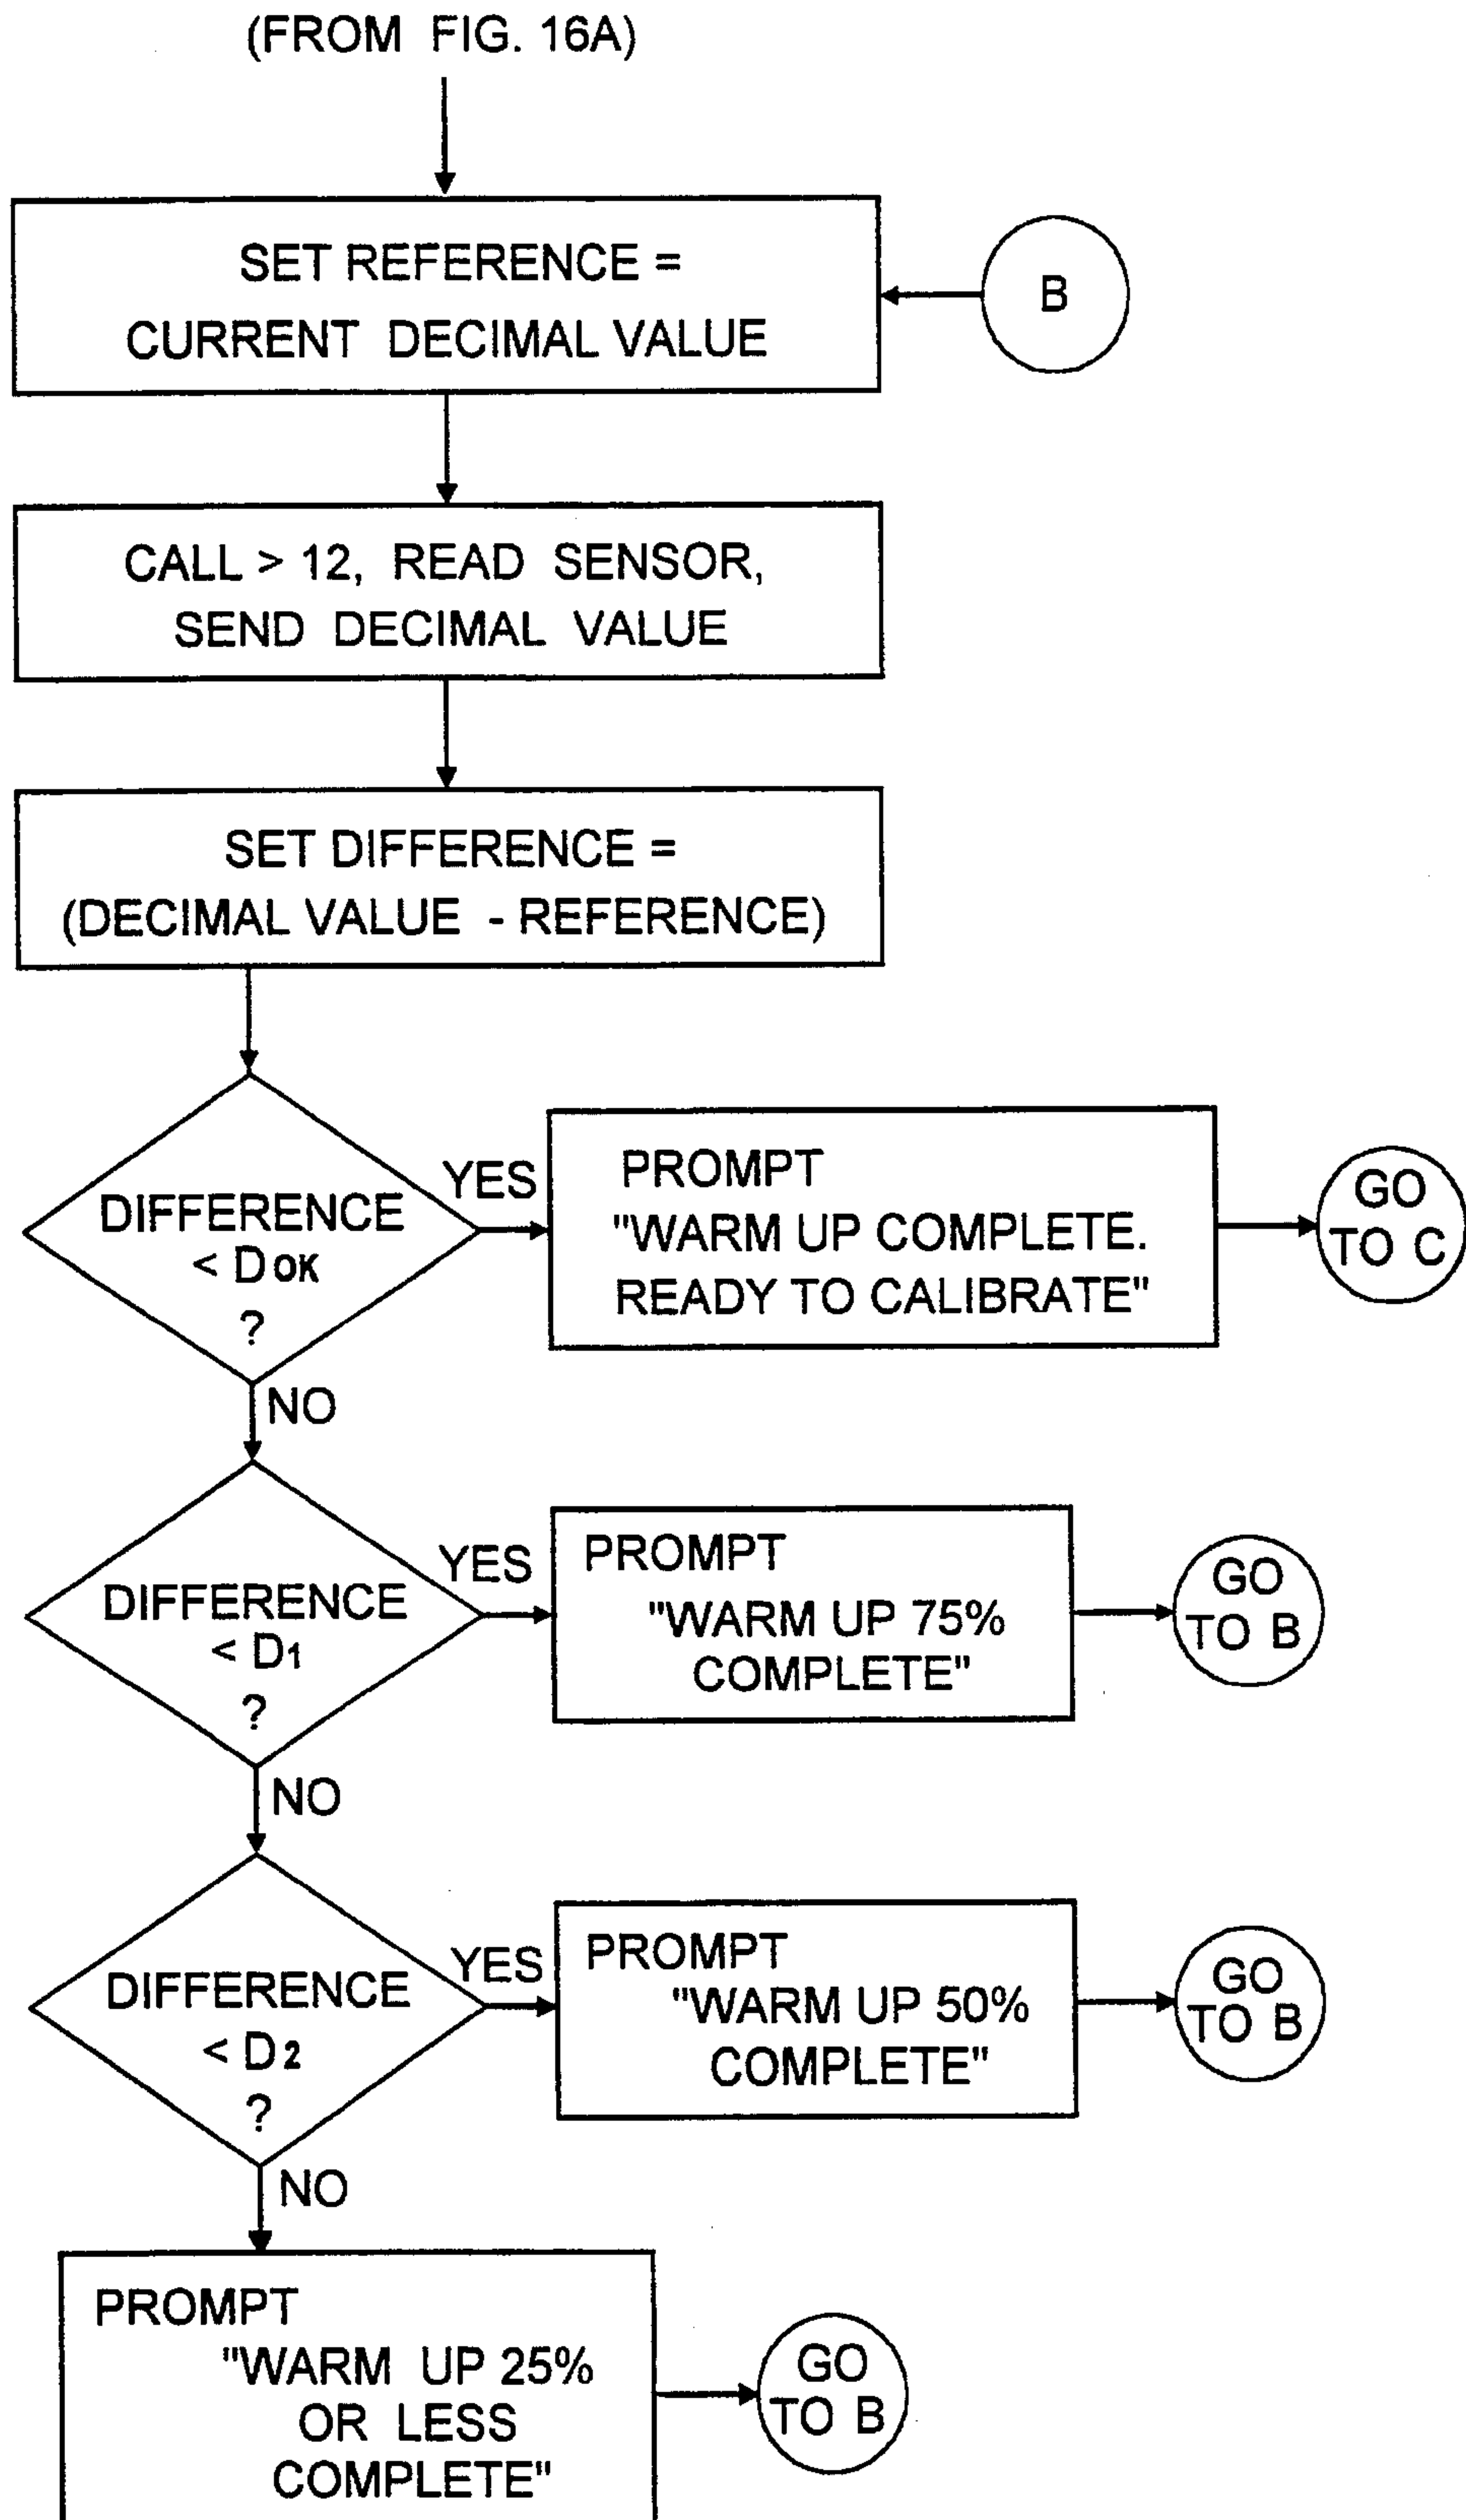 (FROM FIG. 16A)
SET REFERENCE =
CURRENT DECIMAL VALUE
B
CALL > 12, READ SENSOR,
SEND DECIMAL VALUE
SET DIFFERENCE =
(DECIMAL VALUE - REFERENCE)
DIFFERENCE
< DOK
?
YES
PROMPT
"WARM UP COMPLETE.
READY TO CALIBRATE"
GO
TO C
NO
DIFFERENCE
< D1
?
YES
PROMPT
"WARM UP 75%
COMPLETE"
GO
TO B
NO
DIFFERENCE
< D2
?
YES
PROMPT
"WARM UP 50%
COMPLETE"
GO
TO B
NO
PROMPT
"WARM UP 25%
OR LESS
COMPLETE"
GO
TO B